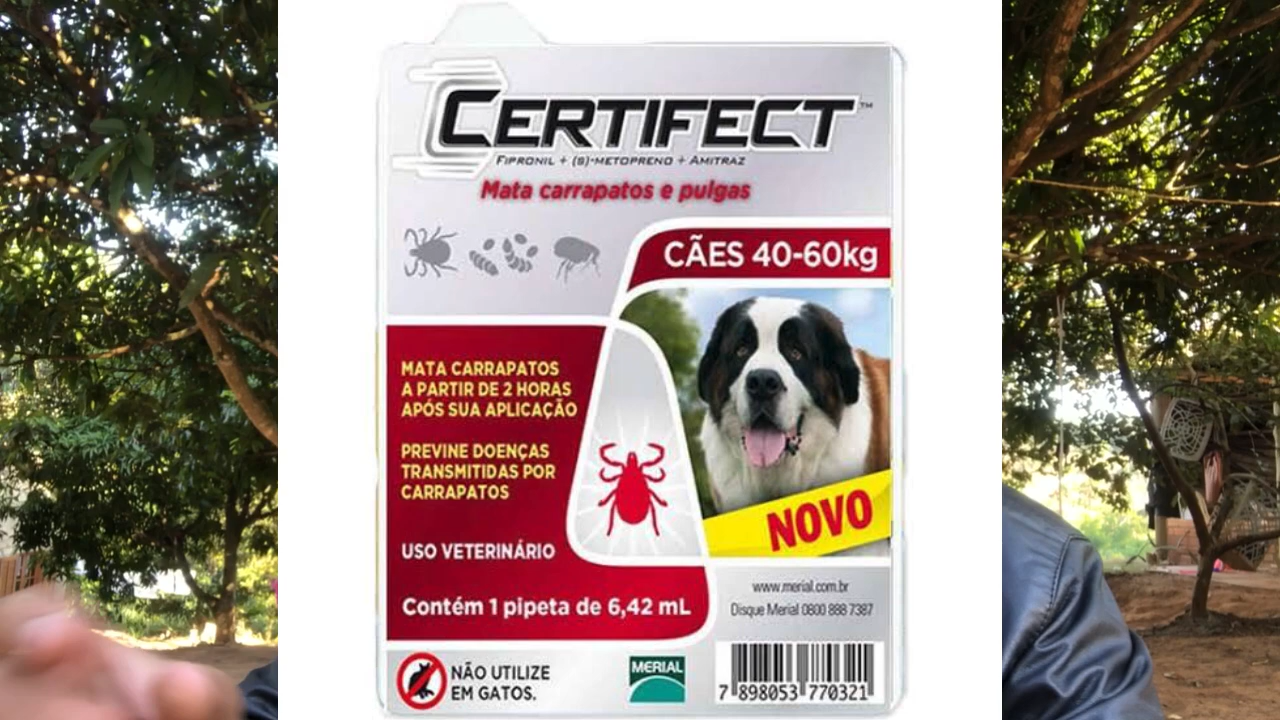 CERTIFECT™
FIPRONIL + (S)-METOPRENO + AMITRAZ
Mata carrapatos e pulgas
CÃES 40-60kg
MATA CARRAPATOS
A PARTIR DE 2 HORAS
APÓS SUA APLICAÇÃO
PREVINE DOENÇAS
TRANSMITIDAS POR
CARRAPATOS
NOVO
USO VETERINÁRIO
Contém 1 pipeta de 6,42 mL
www.merial.com.br
Disque Merial 0800 888 7387
NÃO UTILIZE
EM GATOS.
MERIAL
7 898053 770321